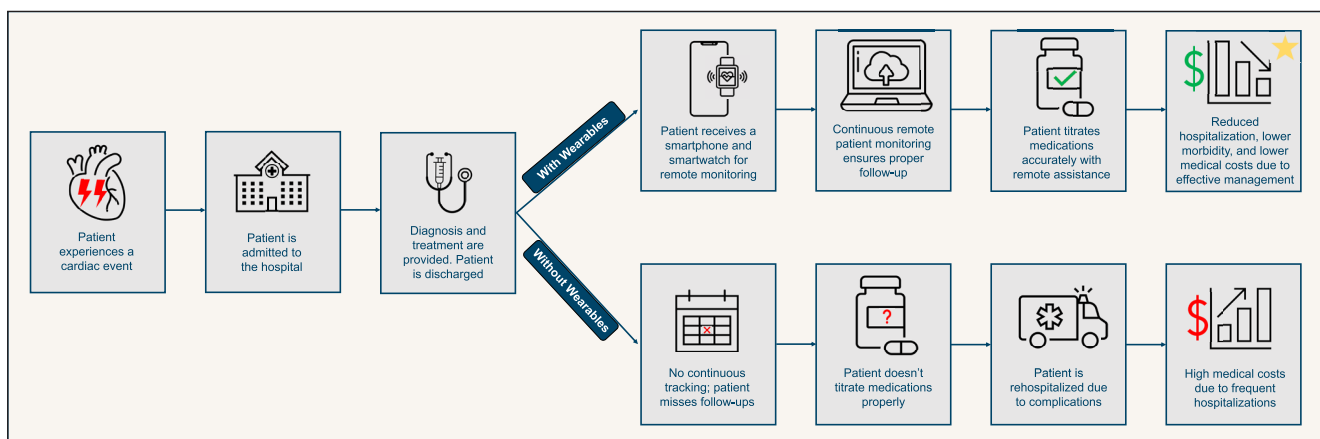 Patient
experiences a
cardiac event
Patient is
admitted to
the hospital
Diagnosis and
treatment are
provided. Patient
is discharged
With Wearables
Patient receives a
smartphone and
smartwatch for
remote monitoring
Continuous remote
patient monitoring
ensures proper
follow-up
Patient titrates
medications
accurately with
remote assistance
$
Reduced
hospitalization, lower
morbidity, and lower
medical costs due to
effective management
Without Wearables
No continuous
tracking; patient
misses follow-ups
?
Patient doesn't
titrate medications
properly
Patient is
rehospitalized due
to complications
$
High medical costs
due to frequent
hospitalizations